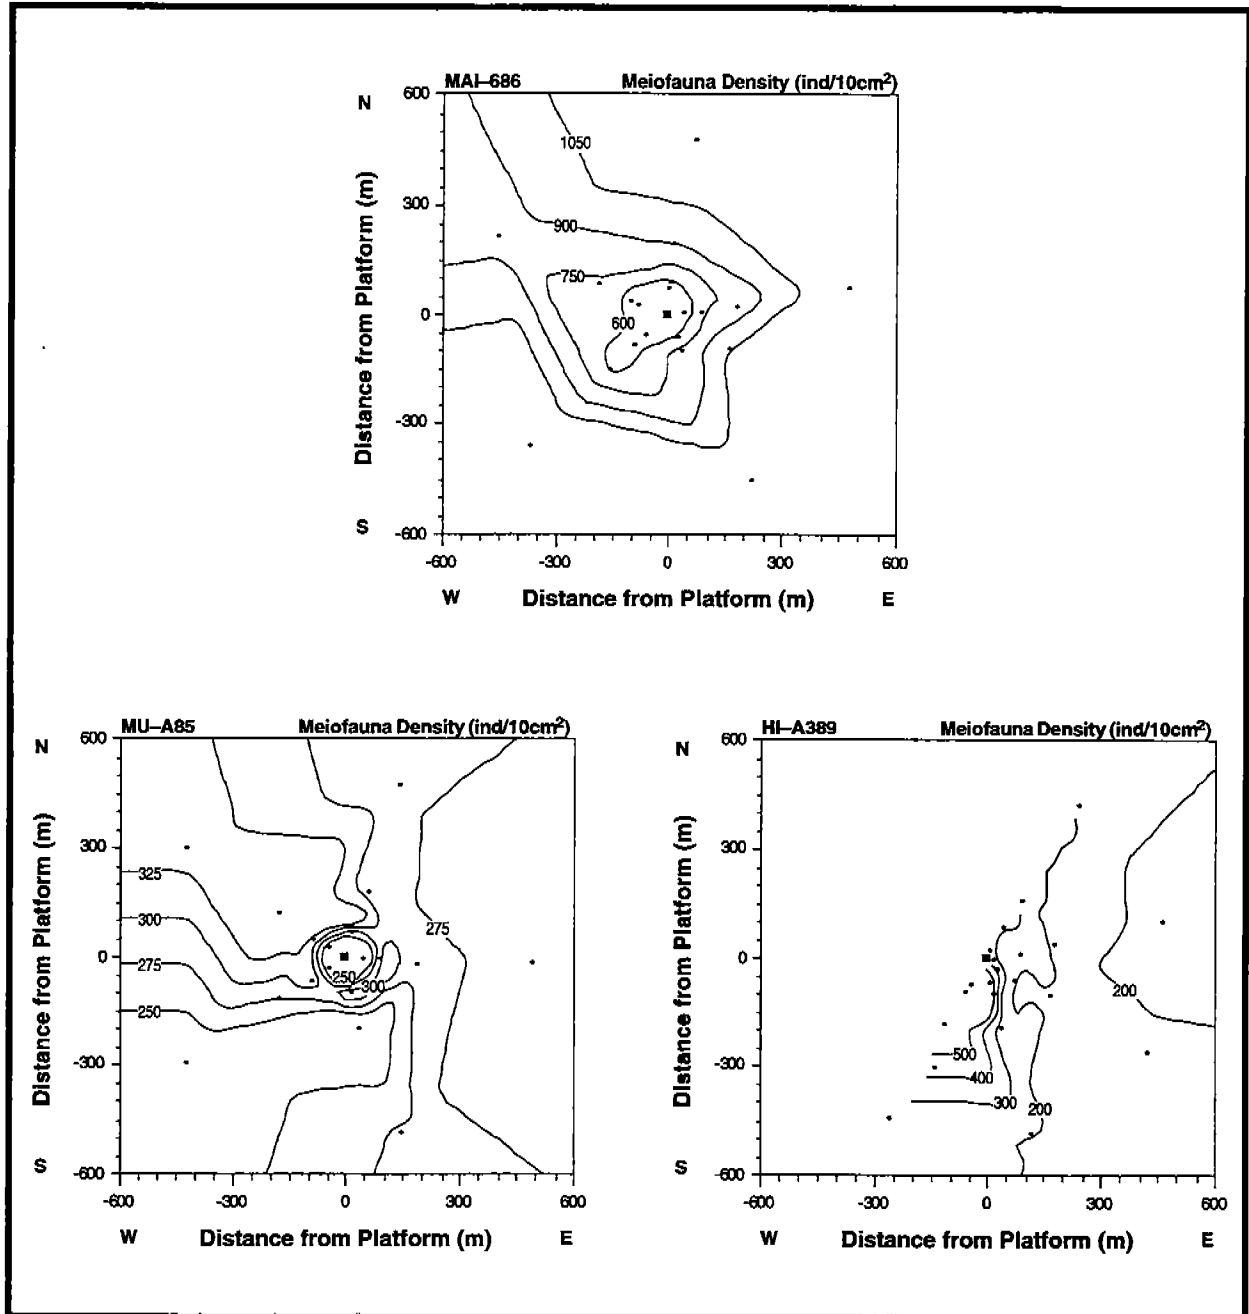 MAI–686 Meiofauna Density (ind/10cm²)
N
600
300
0
-300
-600
S
Distance from Platform (m)
1050
900
750
600
-600 -300 0 300 600
W Distance from Platform (m) E
MU–A85 Meiofauna Density (ind/10cm²)
N
600
300
0
-300
-600
S
Distance from Platform (m)
325
300
275
250
275
250
300
-600 -300 0 300 600
W Distance from Platform (m) E
HI–A389 Meiofauna Density (ind/10cm²)
N
600
300
0
-300
-600
S
Distance from Platform (m)
200
500
400
300
200
-600 -300 0 300 600
W Distance from Platform (m) E